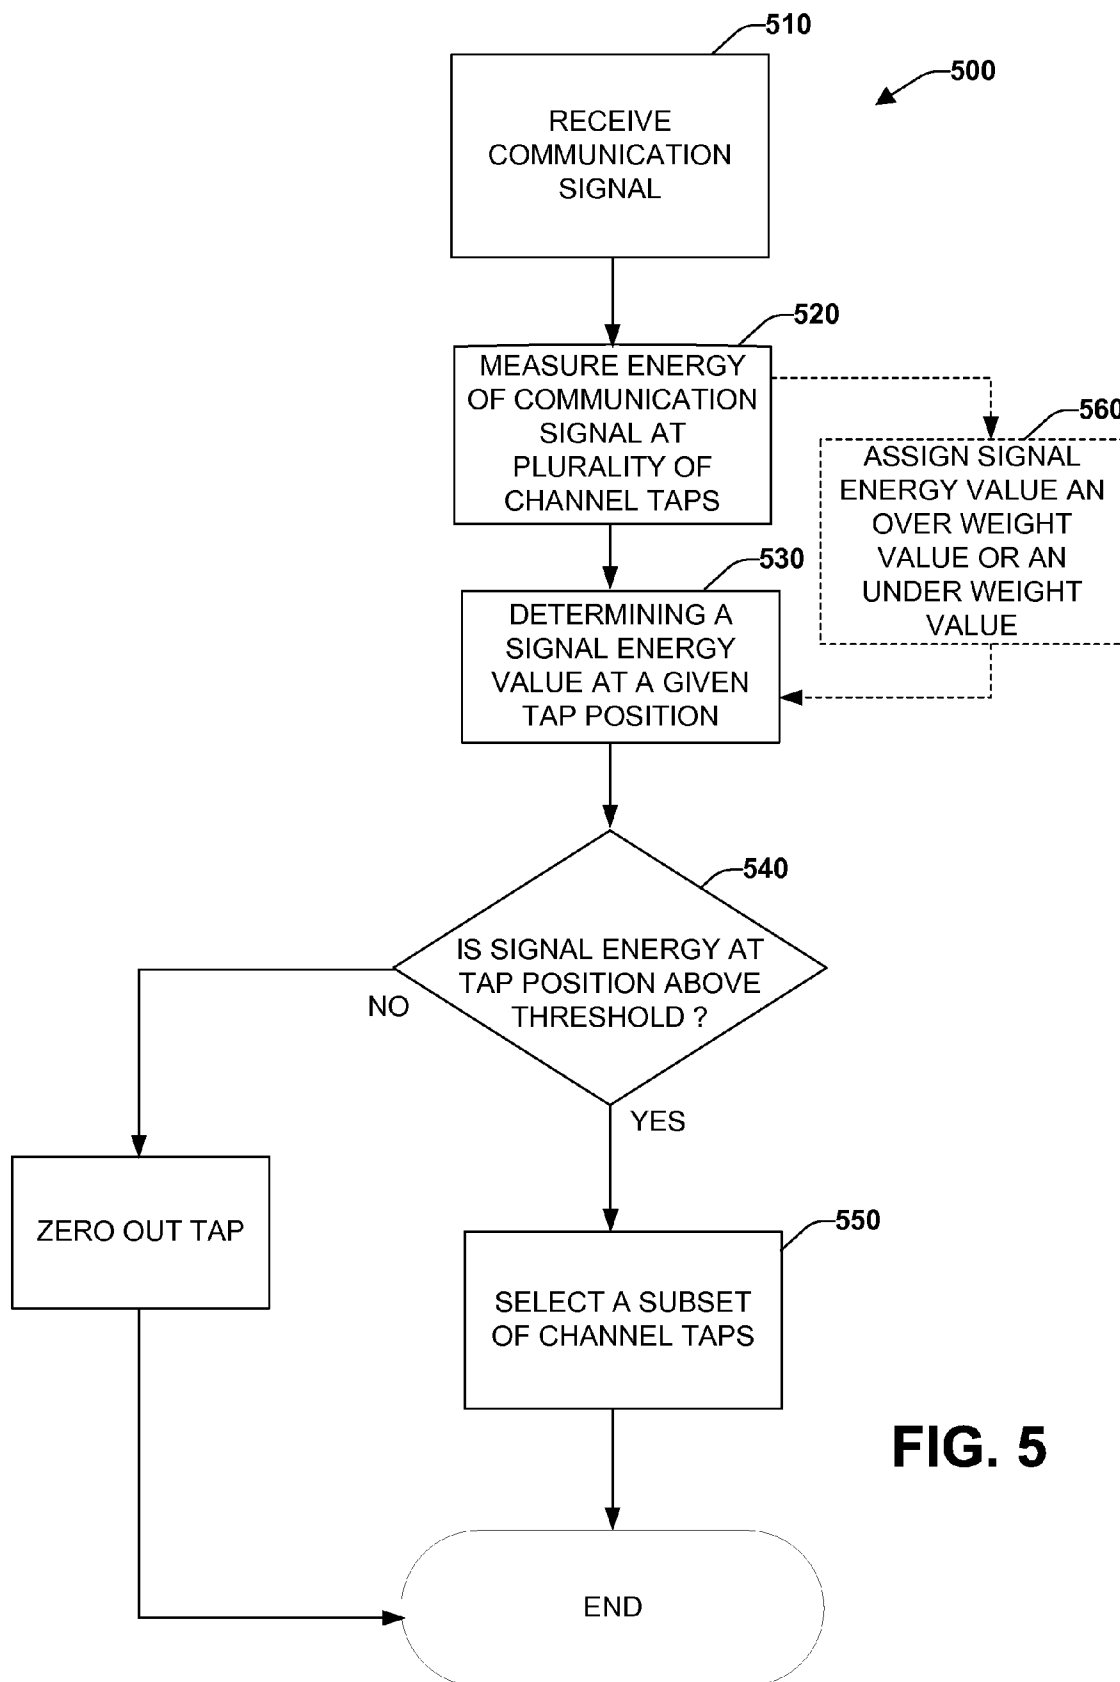 510
500
RECEIVE
COMMUNICATION
SIGNAL
520
MEASURE ENERGY
OF COMMUNICATION
SIGNAL AT
PLURALITY OF
CHANNEL TAPS
560
ASSIGN SIGNAL
ENERGY VALUE AN
OVER WEIGHT
VALUE OR AN
UNDER WEIGHT
VALUE
530
DETERMINING A
SIGNAL ENERGY
VALUE AT A GIVEN
TAP POSITION
540
IS SIGNAL ENERGY AT
TAP POSITION ABOVE
THRESHOLD ?
NO
YES
ZERO OUT TAP
550
SELECT A SUBSET
OF CHANNEL TAPS
FIG. 5
END